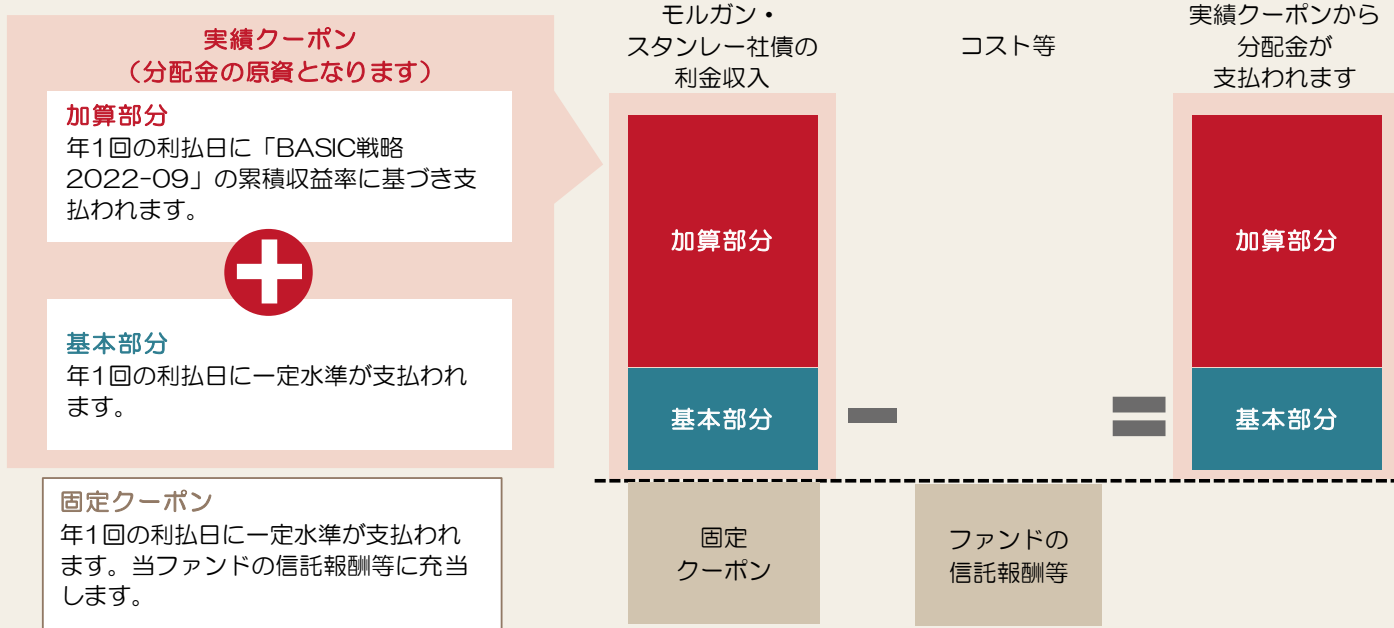 実績クーポン
（分配金の原資となります）
加算部分
年1回の利払日に「BASIC戦略
2022-09」の累積収益率に基づき支
払われます。
基本部分
年1回の利払日に一定水準が支払われ
ます。
固定クーポン
年1回の利払日に一定水準が支払われ
ます。当ファンドの信託報酬等に充当
します。
モルガン・
スタンレー社債の
利金収入
加算部分
基本部分
固定
クーポン
コスト等
ファンドの
信託報酬等
実績クーポンから
分配金が
支払われます
加算部分
基本部分